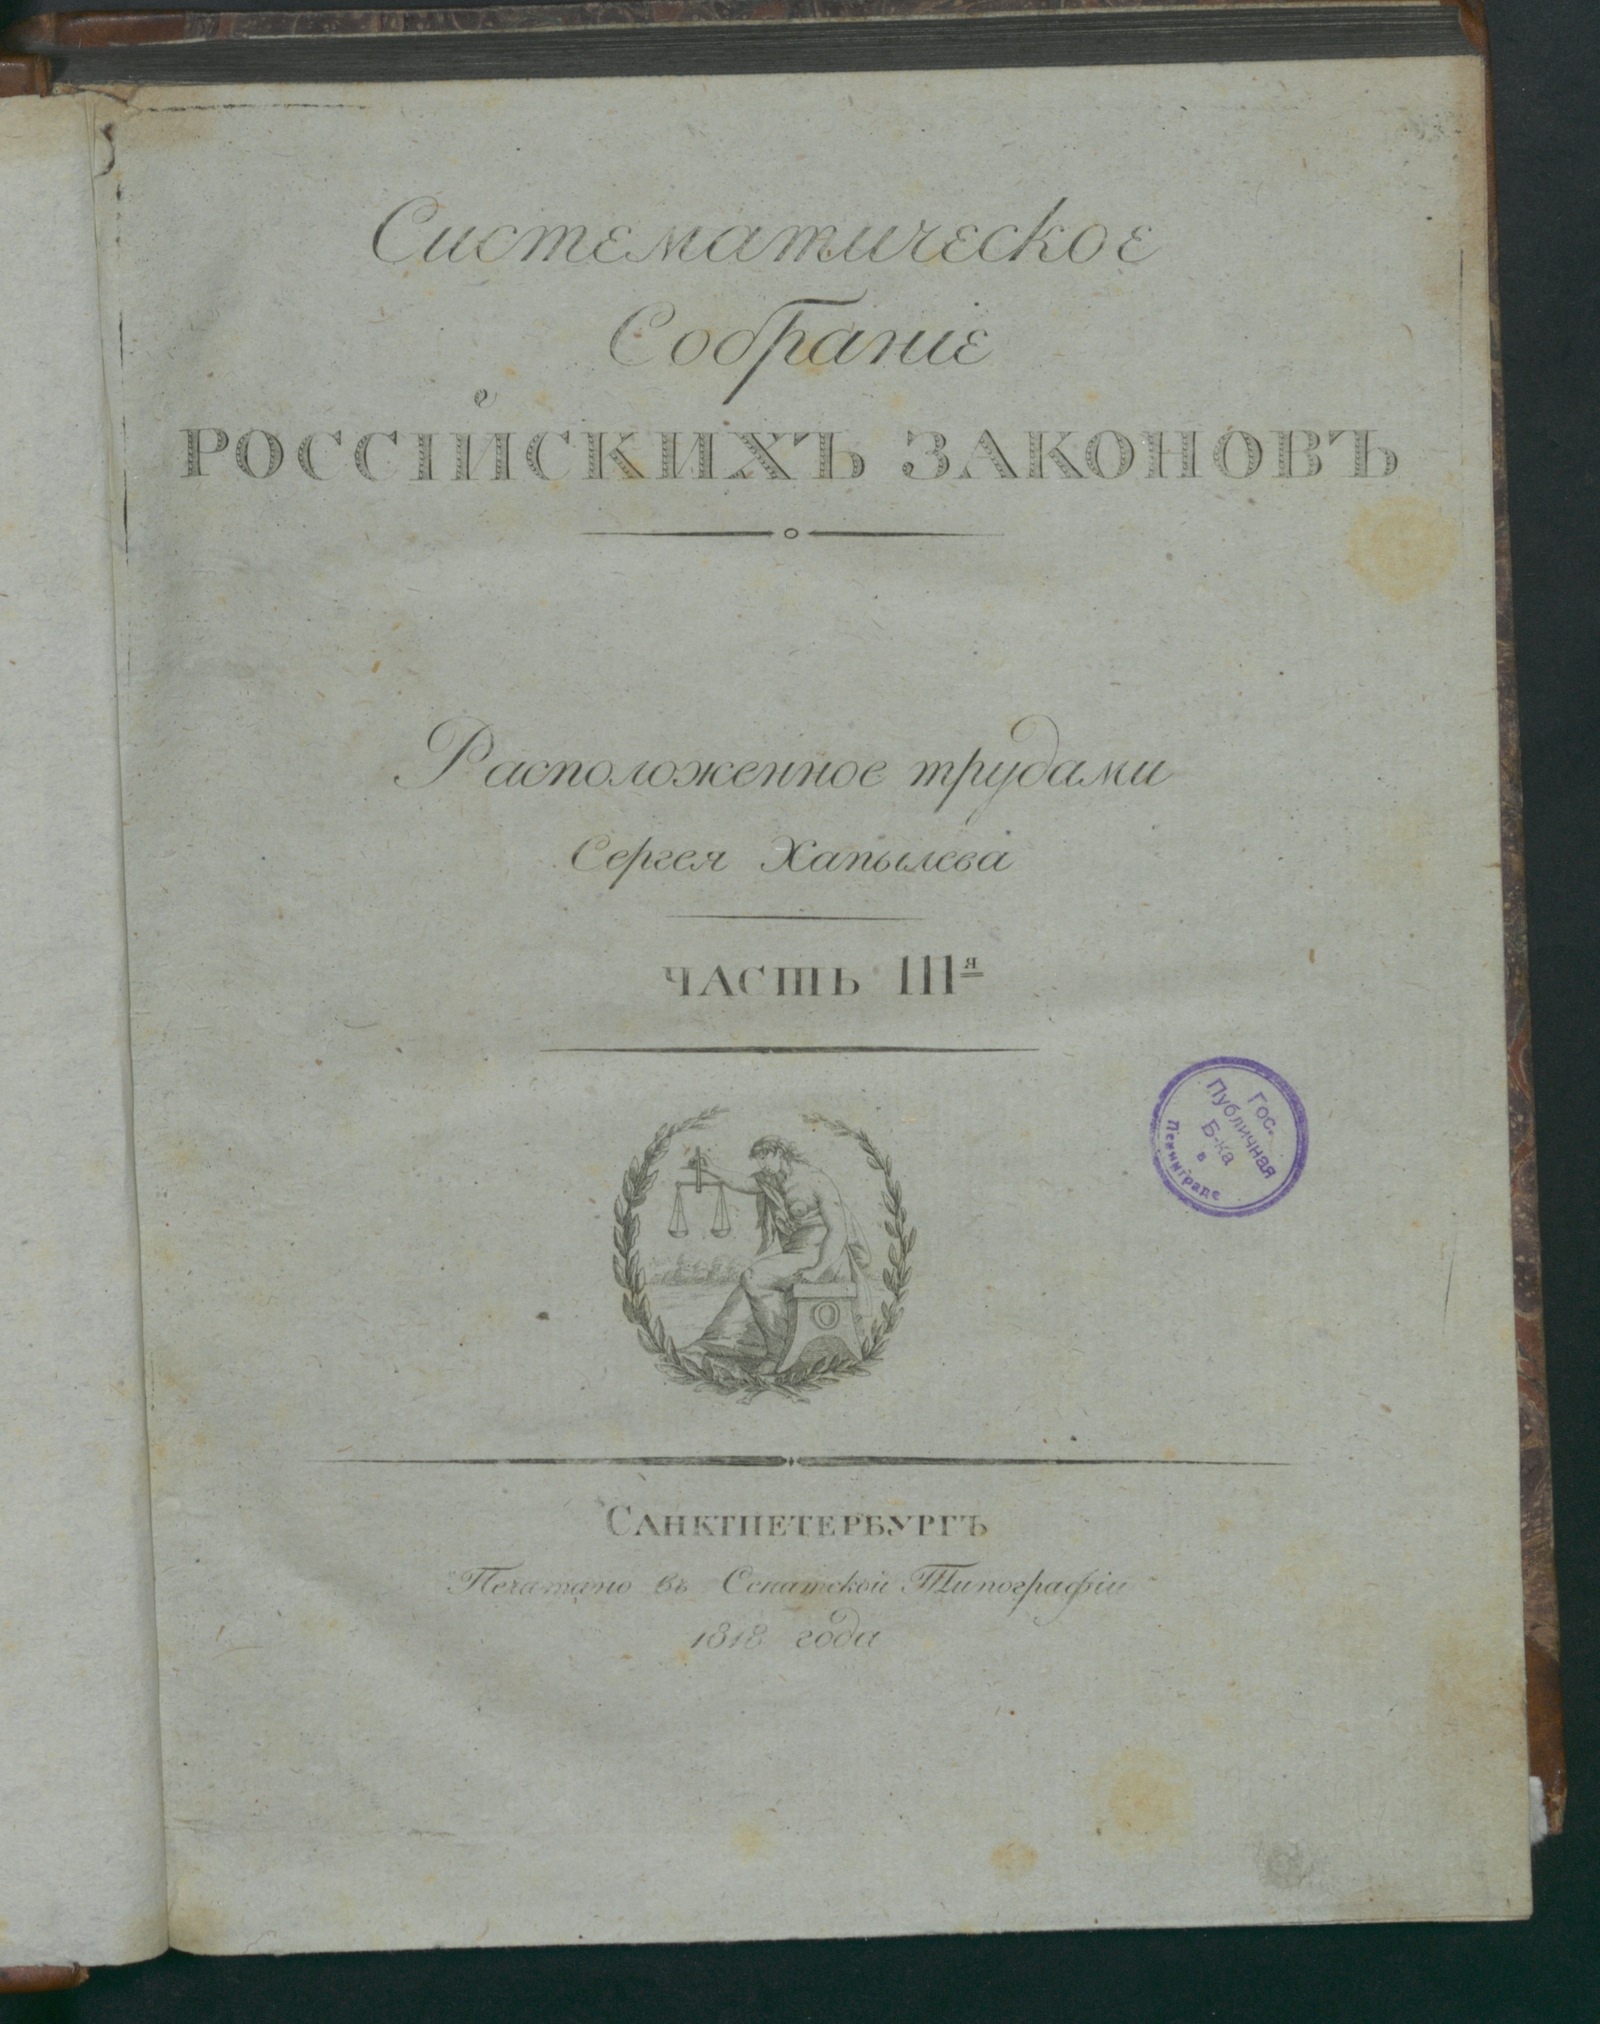 Систематическое
Собраніе
РОССІЙСКИХЪ ЗАКОНОВЪ
Расположенное трудами
Сергея Хапылева
ЧАСТЬ IIIя
Гос.
Публичная
Б-ка
в
Ленинграде
САНКТПЕТЕРБУРГЪ
Печатано въ Сенатской Типографіи
1818 года